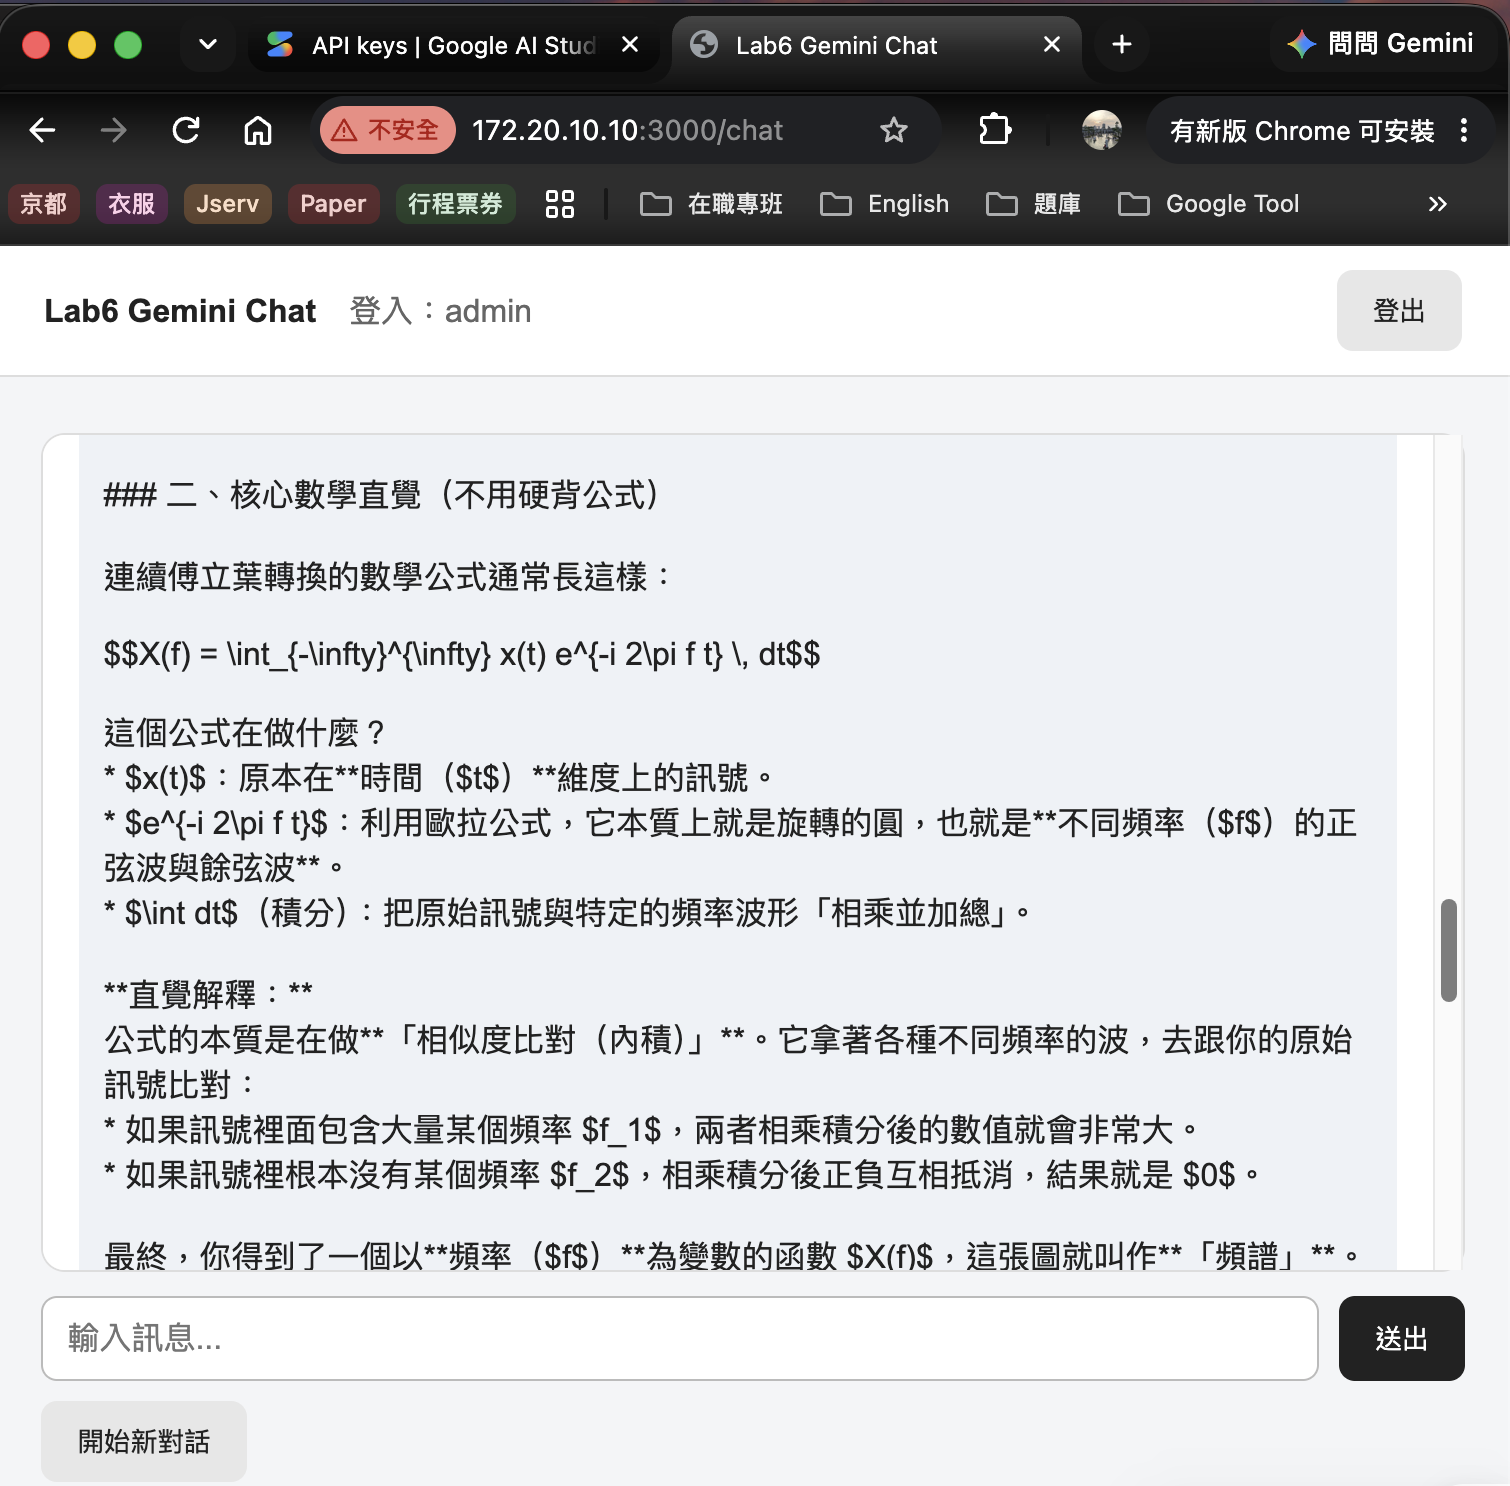 API keys | Google AI Stud
Lab6 Gemini Chat
問問 Gemini
不安全
172.20.10.10:3000/chat
有新版 Chrome 可安裝
京都
衣服
Jserv
Paper
行程票券
在職專班
English
題庫
Google Tool
Lab6 Gemini Chat
登入：admin
登出
### 二、核心數學直覺（不用硬背公式）
連續傅立葉轉換的數學公式通常長這樣：
$$X(f) = \int_{-\infty}^{\infty} x(t) e^{-i 2\pi f t} \, dt$$
這個公式在做什麼？
* $x(t)$：原本在**時間（$t$）**維度上的訊號。
* $e^{-i 2\pi f t}$：利用歐拉公式，它本質上就是旋轉的圓，也就是**不同頻率（$f$）的正
弦波與餘弦波**。
* $\int dt$（積分）：把原始訊號與特定的頻率波形「相乘並加總」。
**直覺解釋：**
公式的本質是在做**「相似度比對（內積）」**。它拿著各種不同頻率的波，去跟你的原始
訊號比對：
* 如果訊號裡面包含大量某個頻率 $f_1$，兩者相乘積分後的數值就會非常大。
* 如果訊號裡根本沒有某個頻率 $f_2$，相乘積分後正負互相抵消，結果就是 $0$。
最終，你得到了一個以**頻率（$f$）**為變數的函數 $X(f)$，這張圖就叫作**「頻譜」**。
輸入訊息...
送出
開始新對話